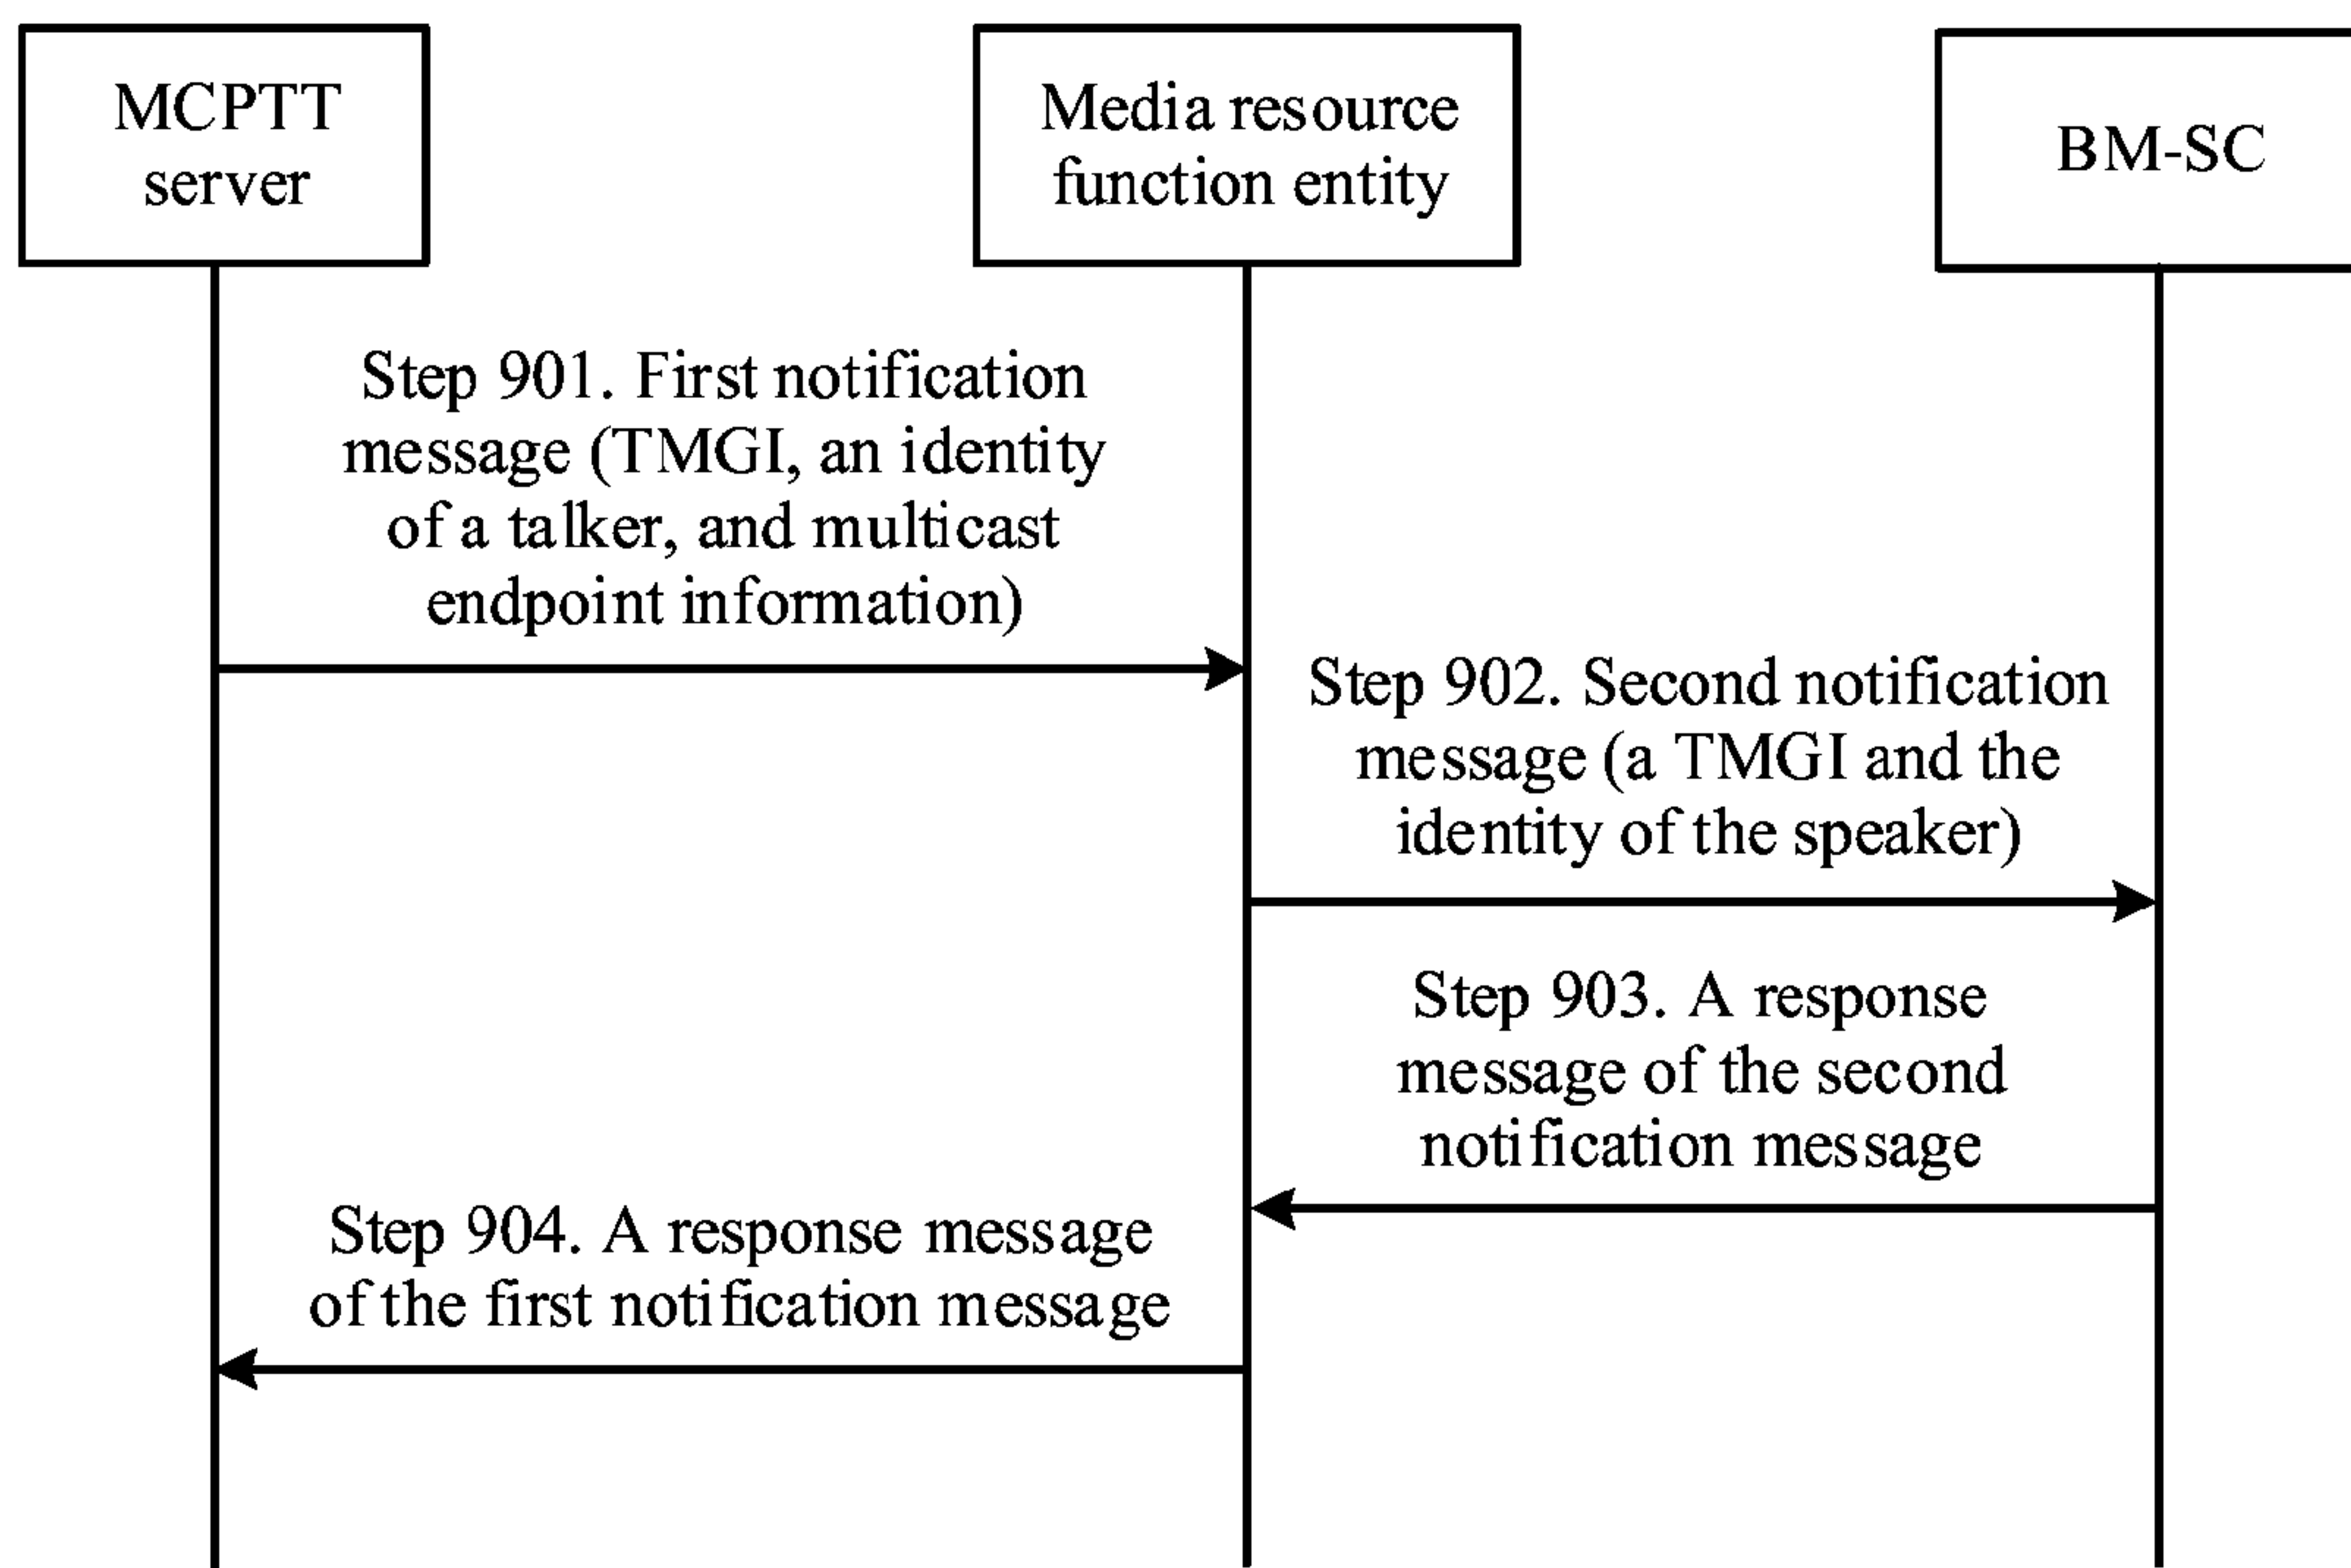 MCPTT
server
Media resource
function entity
BM-SC
Step 901. First notification
message (TMGI, an identity
of a talker, and multicast
endpoint information)
Step 902. Second notification
message (a TMGI and the
identity of the speaker)
Step 903. A response
message of the second
notification message
Step 904. A response message
of the first notification message